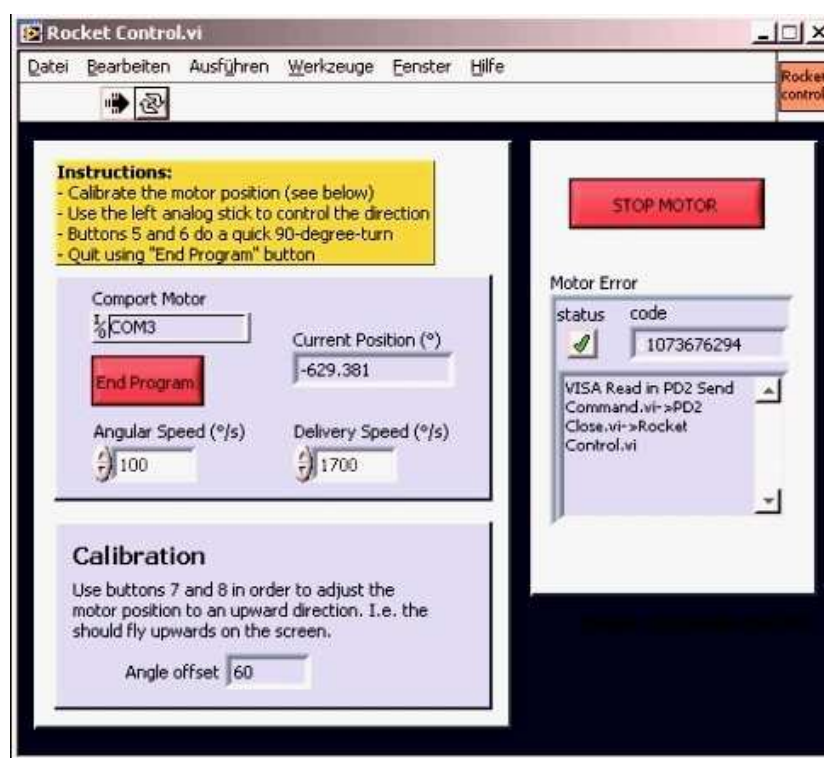 Rocket Control.vi
Datei Bearbeiten Ausführen Werkzeuge Fenster Hilfe
Rocket
control
Instructions:
- Calibrate the motor position (see below)
- Use the left analog stick to control the direction
- Buttons 5 and 6 do a quick 90-degree-turn
- Quit using "End Program" button
Comport Motor
COM3
Current Position (°)
-629.381
End Program
Angular Speed (°/s)
Delivery Speed (°/s)
100
1700
Calibration
Use buttons 7 and 8 in order to adjust the
motor position to an upward direction. I.e. the
should fly upwards on the screen.
Angle offset 60
STOP MOTOR
Motor Error
status code
1073676294
VISA Read in PD2 Send
Command.vi->PD2
Close.vi->Rocket
Control.vi